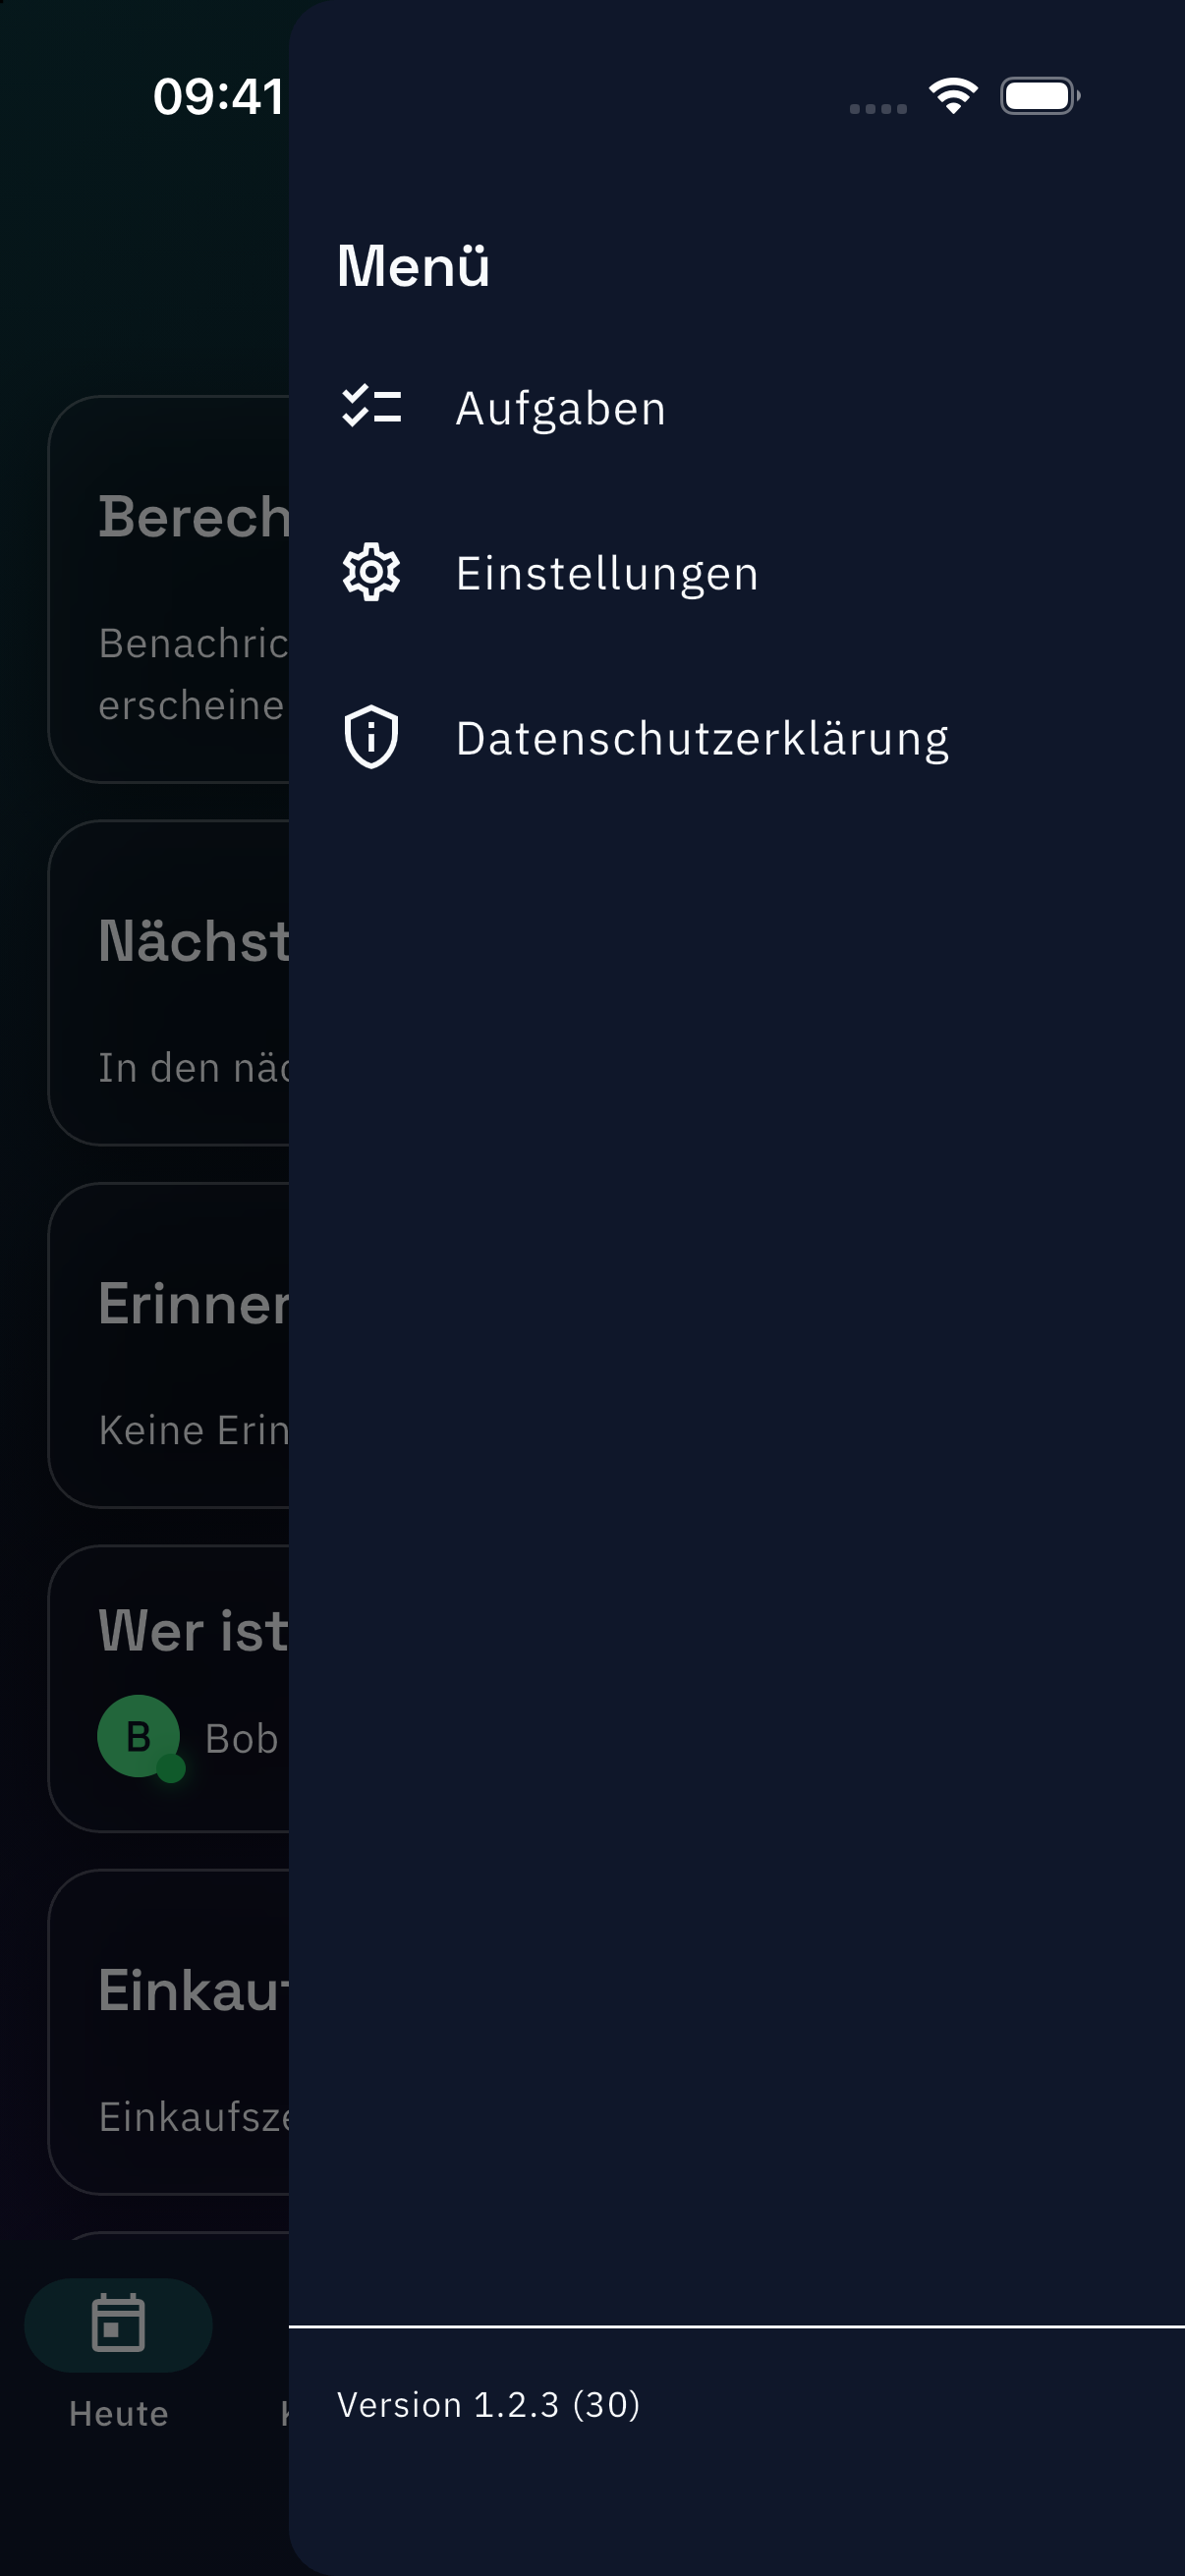 09:41
Menü
Aufgaben
Einstellungen
Datenschutzerklärung
Berech
Benachric
erscheine
Nächst
In den näc
Erinner
Keine Erin
Wer ist
B
Bob
Einkauf
Einkaufsze
Heute
Version 1.2.3 (30)